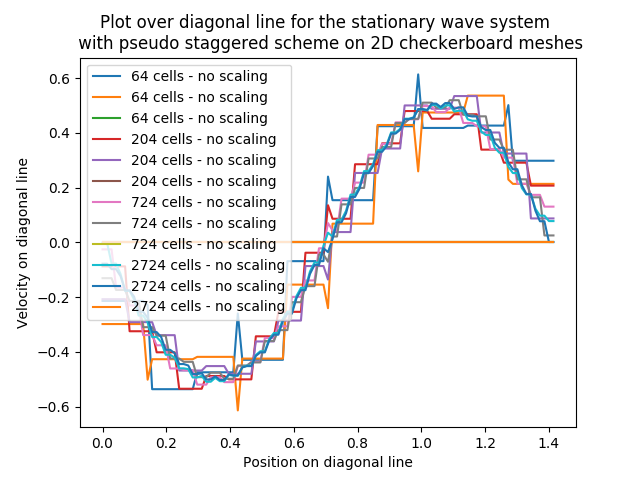 Plot over diagonal line for the stationary wave system
with pseudo staggered scheme on 2D checkerboard meshes
Velocity on diagonal line
0.6
0.4
0.2
0.0
−0.2
−0.4
−0.6
64 cells - no scaling
64 cells - no scaling
64 cells - no scaling
204 cells - no scaling
204 cells - no scaling
204 cells - no scaling
724 cells - no scaling
724 cells - no scaling
724 cells - no scaling
2724 cells - no scaling
2724 cells - no scaling
2724 cells - no scaling
0.0 0.2 0.4 0.6 0.8 1.0 1.2 1.4
Position on diagonal line